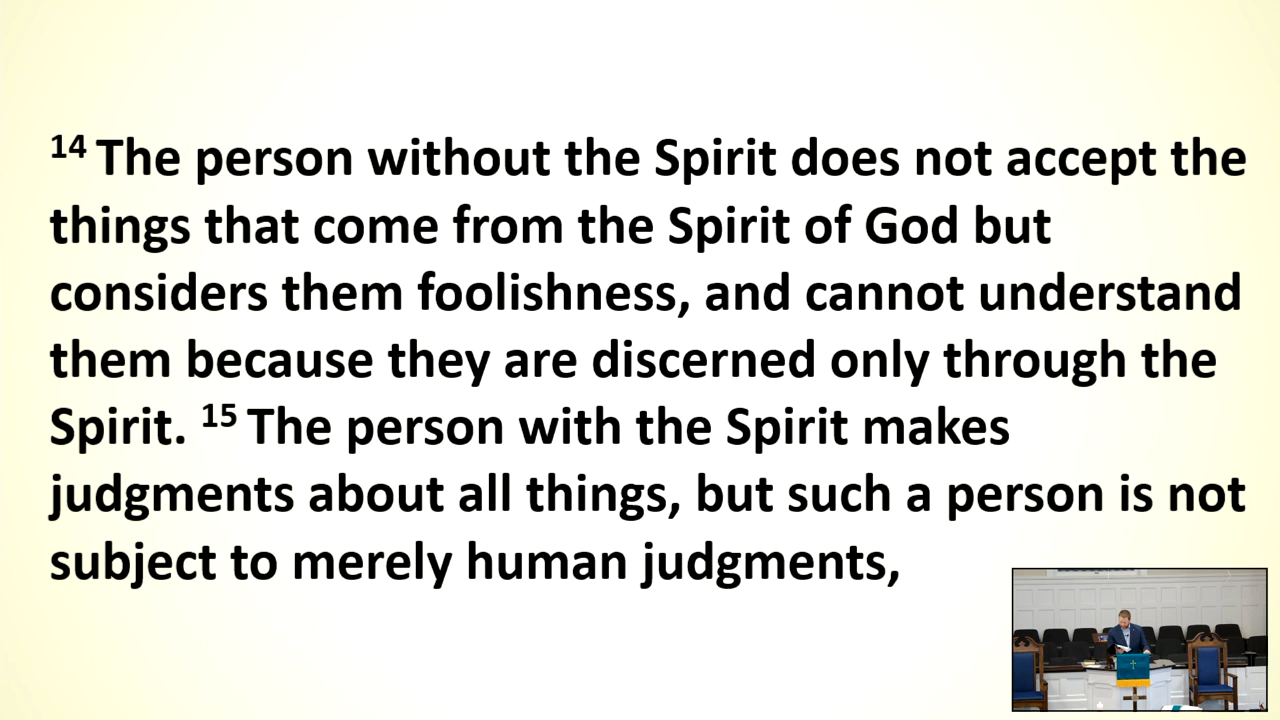 14 The person without the Spirit does not accept the
things that come from the Spirit of God but
considers them foolishness, and cannot understand
them because they are discerned only through the
Spirit. 15 The person with the Spirit makes
judgments about all things, but such a person is not
subject to merely human judgments,